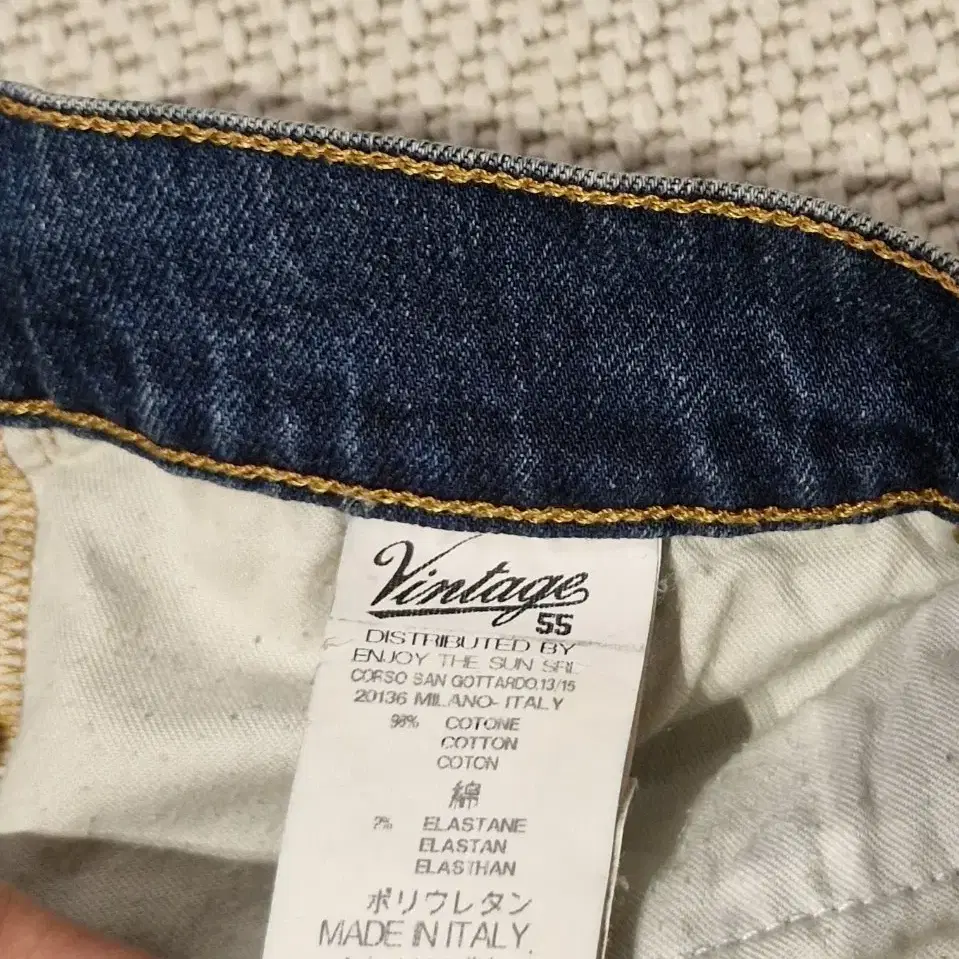 Vintage
55
DISTRIBUTED BY
ENJOY THE SUN SRL
CORSO SAN GOTTARDO,13/15
20136 MILANO- ITALY
98% COTONE
COTTON
COTON
綿
2% ELASTANE
ELASTAN
ELASTHAN
ポリウレタン
MADE IN ITALY